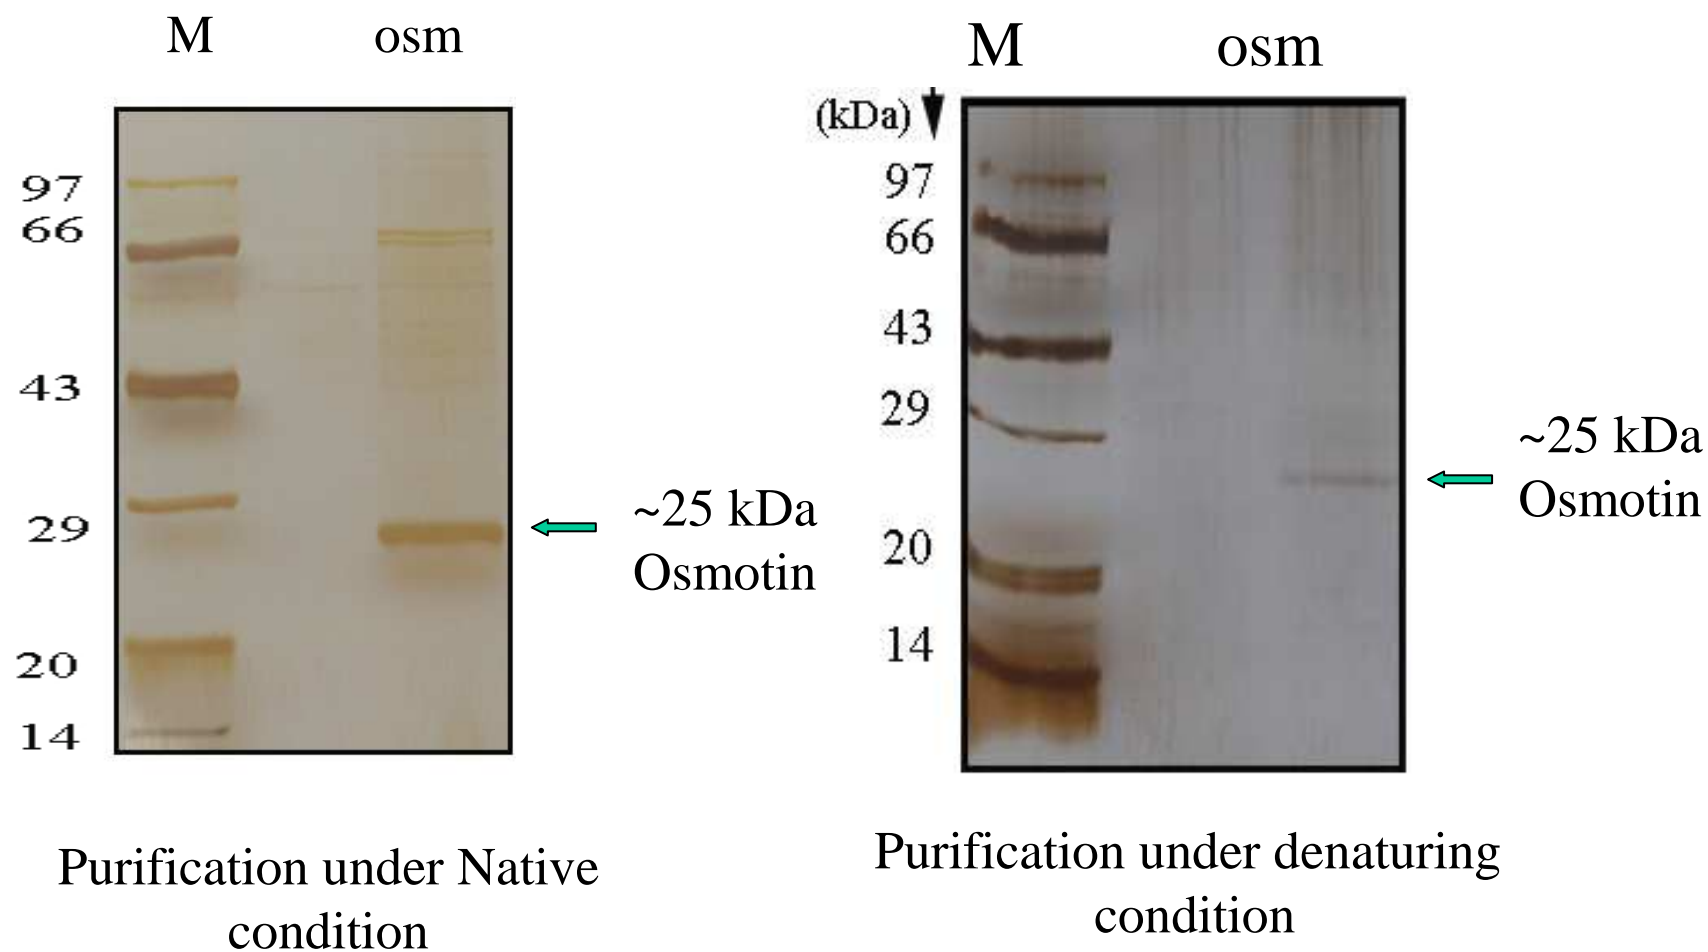 M osm
97
66
43
29
20
14
~25 kDa
Osmotin
Purification under Native
condition
M osm
(kDa)
97
66
43
29
20
14
~25 kDa
Osmotin
Purification under denaturing
condition